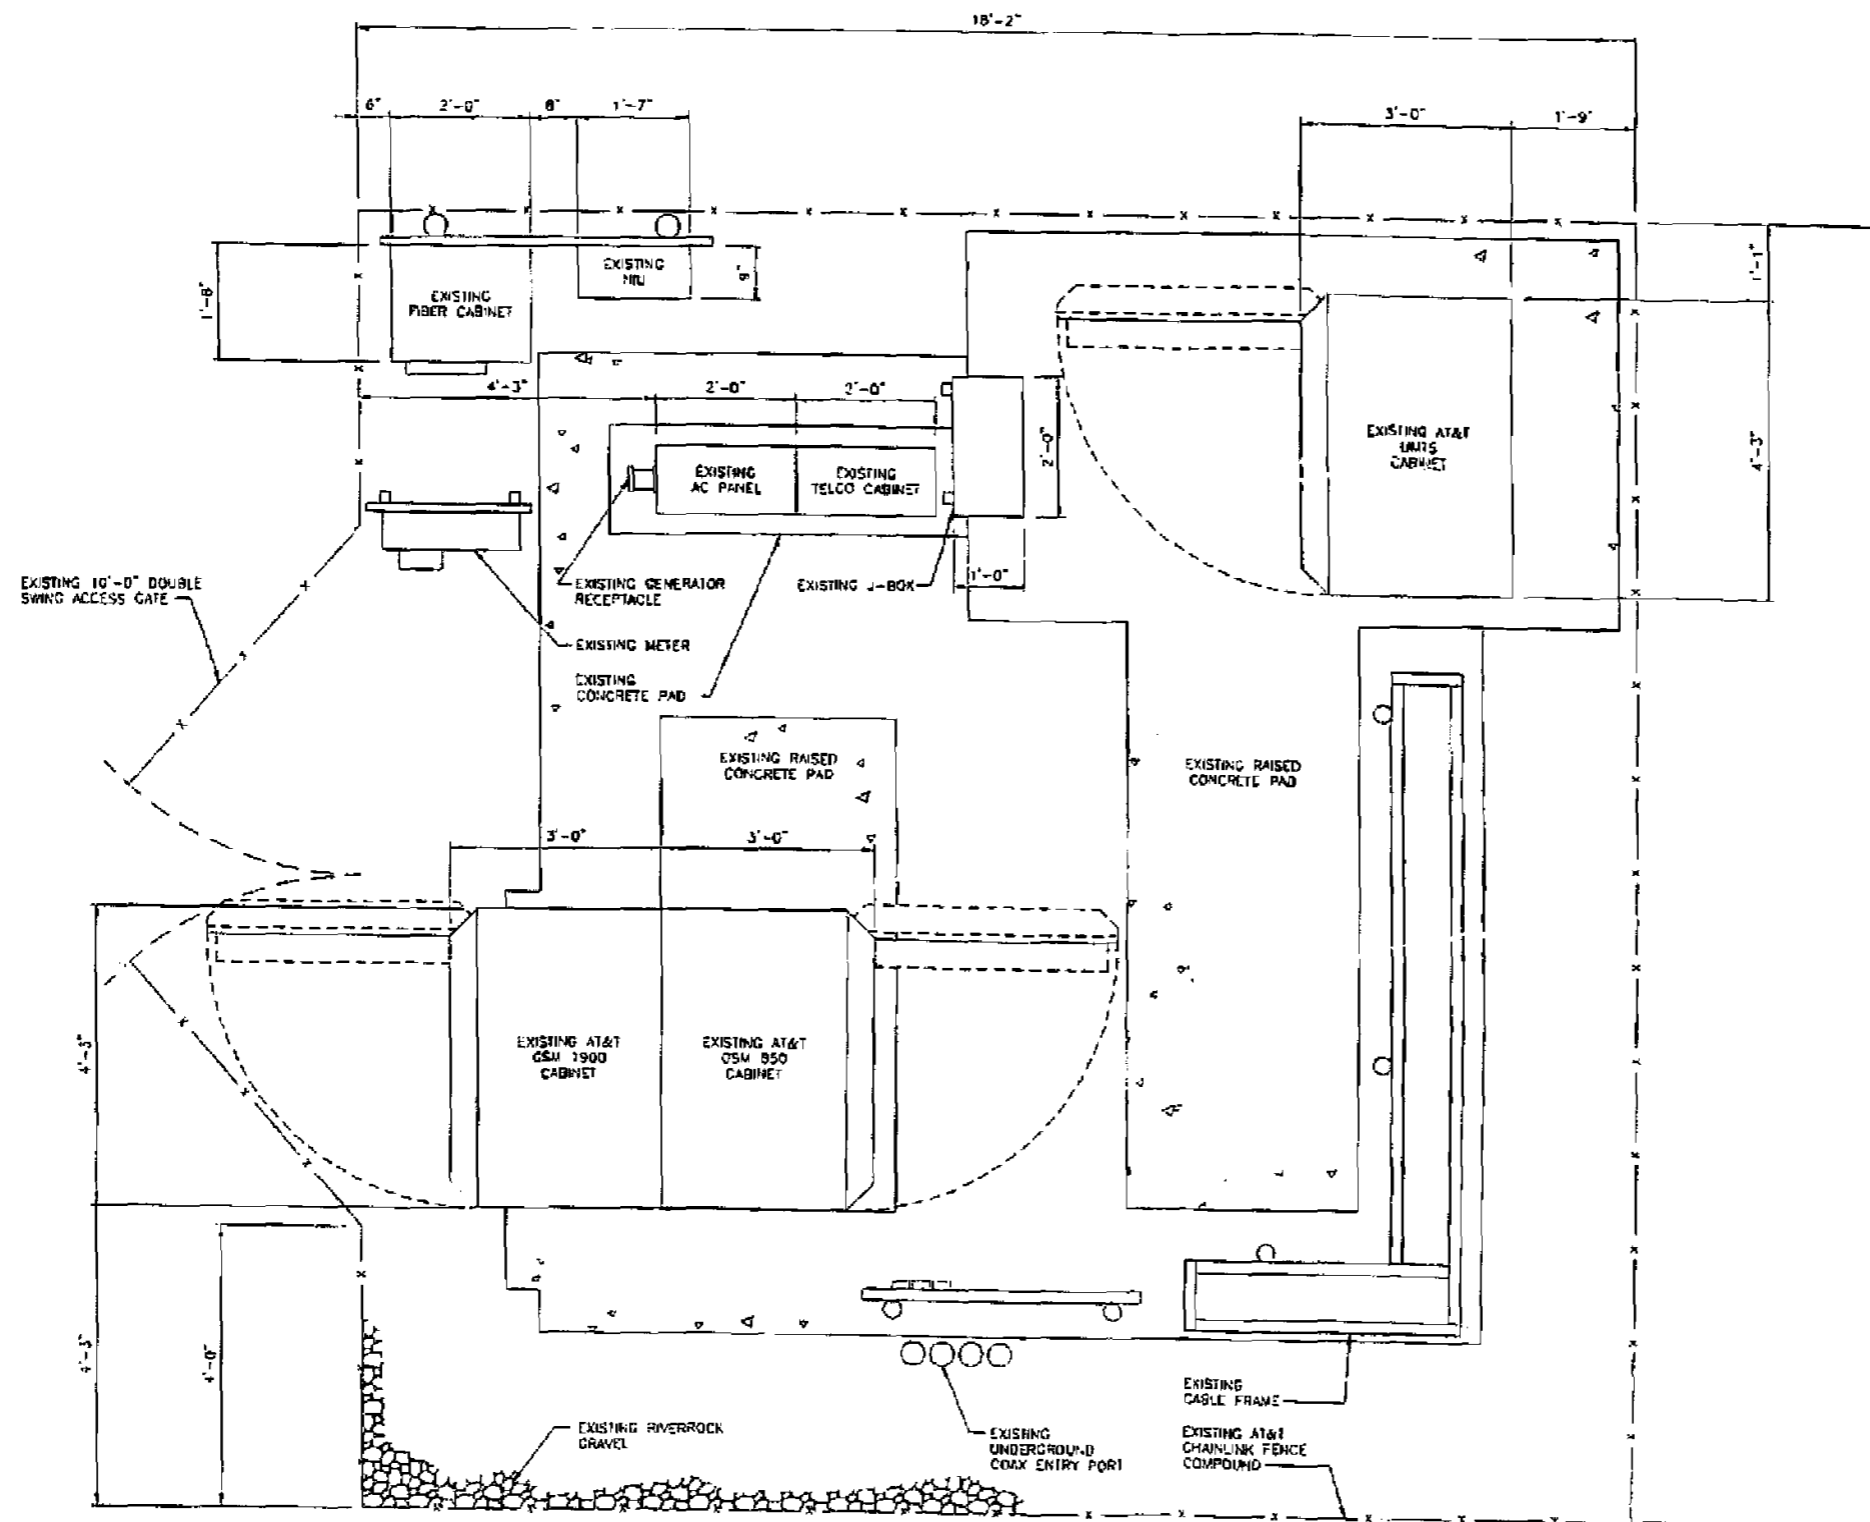 18'-2"
6"
2'-0"
8"
1'-7"
3'-0"
1'-9"
EXISTING
NIU
9"
1'-8"
EXISTING
FIBER CABINET
1'-1"
4'-3"
2'-0"
2'-0"
EXISTING
AC PANEL
EXISTING
TELCO CABINET
2'-0"
EXISTING AT&T
UMTS
CABINET
4'-3"
EXISTING 10'-0" DOUBLE
SWING ACCESS GATE
EXISTING GENERATOR
RECEPTACLE
EXISTING J-BOX
1'-0"
EXISTING METER
EXISTING
CONCRETE PAD
EXISTING RAISED
CONCRETE PAD
EXISTING RAISED
CONCRETE PAD
3'-0"
3'-0"
4'-3"
EXISTING AT&T
GSM 1900
CABINET
EXISTING AT&T
GSM 850
CABINET
4'-3"
4'-0"
EXISTING RIVERROCK
GRAVEL
EXISTING
UNDERGROUND
COAX ENTRY PORT
EXISTING
CABLE FRAME
EXISTING AT&T
CHAINLINK FENCE
COMPOUND